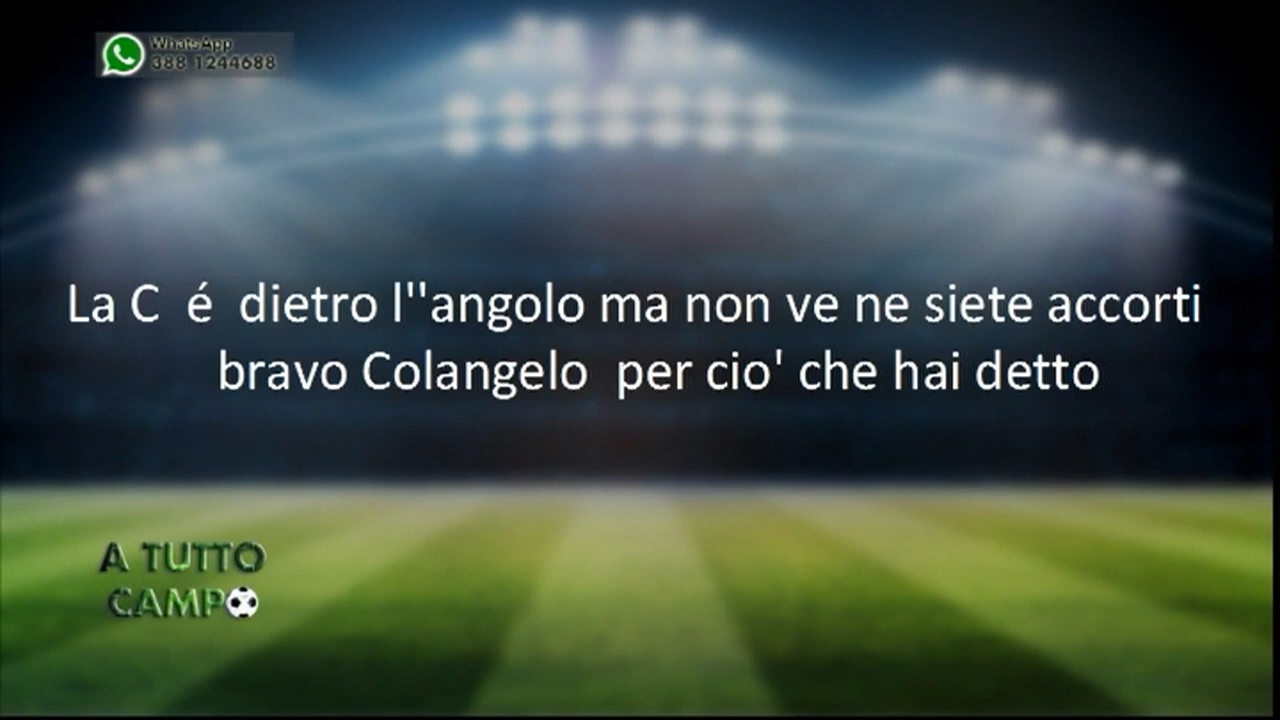 WhatsApp
388 1244688
La C é dietro l''angolo ma non ve ne siete accorti
bravo Colangelo per cio' che hai detto
A TUTTO
CAMPO